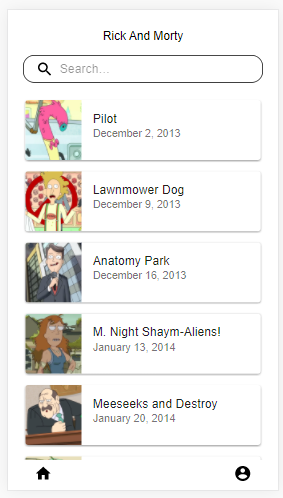 Rick And Morty
Search...
Pilot
December 2, 2013
Lawnmower Dog
December 9, 2013
Anatomy Park
December 16, 2013
M. Night Shaym-Aliens!
January 13, 2014
Meeseeks and Destroy
January 20, 2014